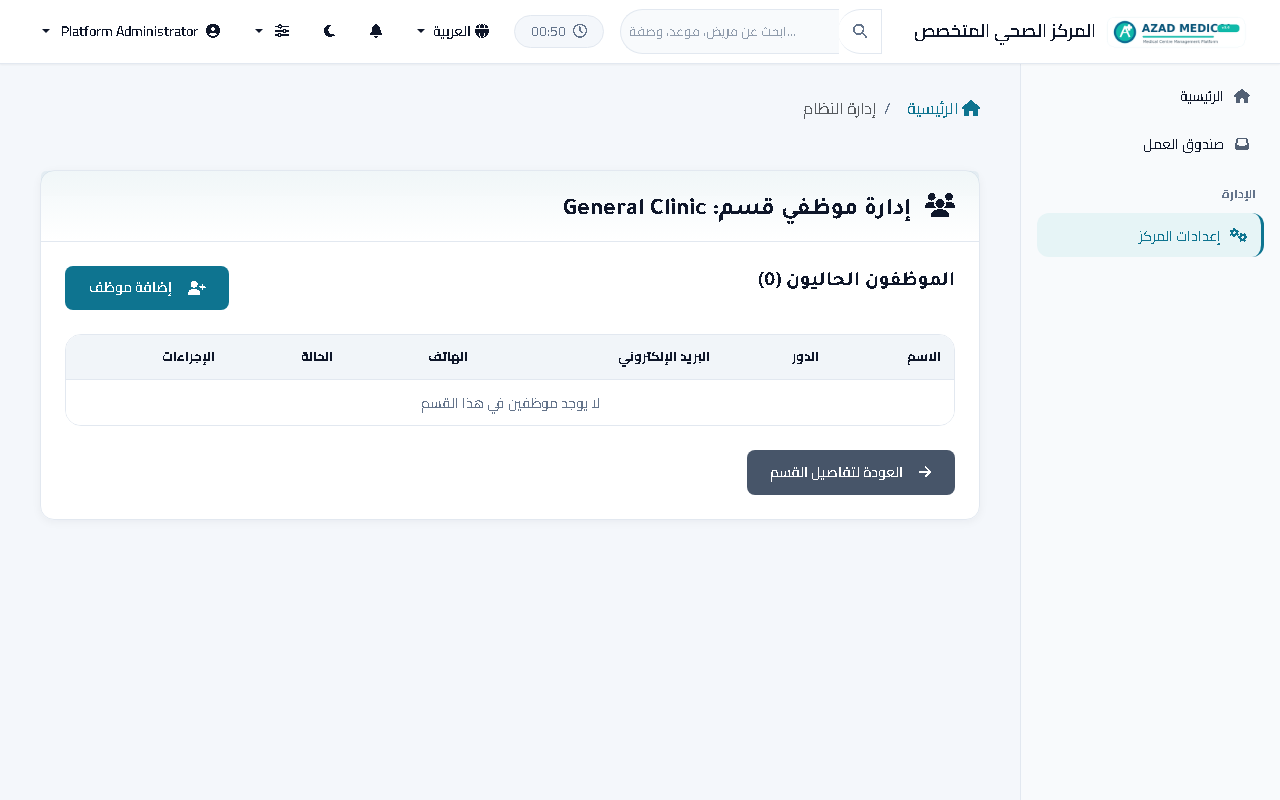 AZAD MEDIC
Medical Centre Management Platform
المركز الصحي المتخصص
ابحث عن مريض، موعد، وصفة...
00:50
العربية
Platform Administrator
الرئيسية
صندوق العمل
الإدارة
إعدادات المركز
الرئيسية / إدارة النظام
إدارة موظفي قسم: General Clinic
الموظفون الحاليون (0)
إضافة موظف
الاسم الدور البريد الإلكتروني الهاتف الحالة الإجراءات
لا يوجد موظفين في هذا القسم
العودة لتفاصيل القسم